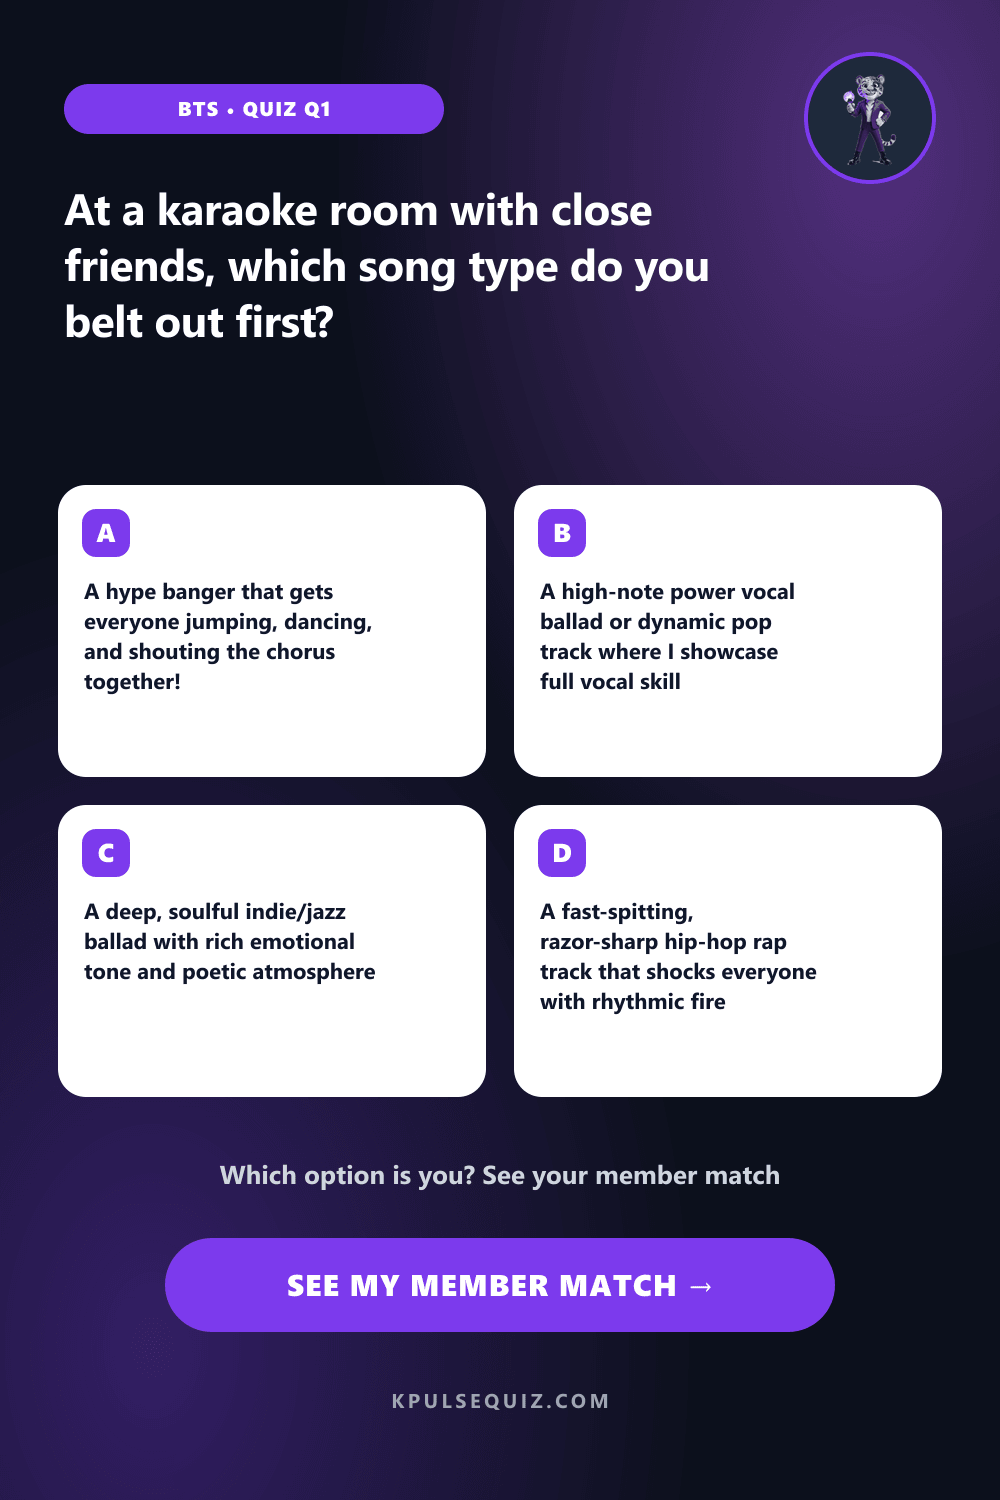 BTS • QUIZ Q1
At a karaoke room with close
friends, which song type do you
belt out first?
A
A hype banger that gets
everyone jumping, dancing,
and shouting the chorus
together!
B
A high-note power vocal
ballad or dynamic pop
track where I showcase
full vocal skill
C
A deep, soulful indie/jazz
ballad with rich emotional
tone and poetic atmosphere
D
A fast-spitting,
razor-sharp hip-hop rap
track that shocks everyone
with rhythmic fire
Which option is you? See your member match
SEE MY MEMBER MATCH →
KPULSEQUIZ.COM